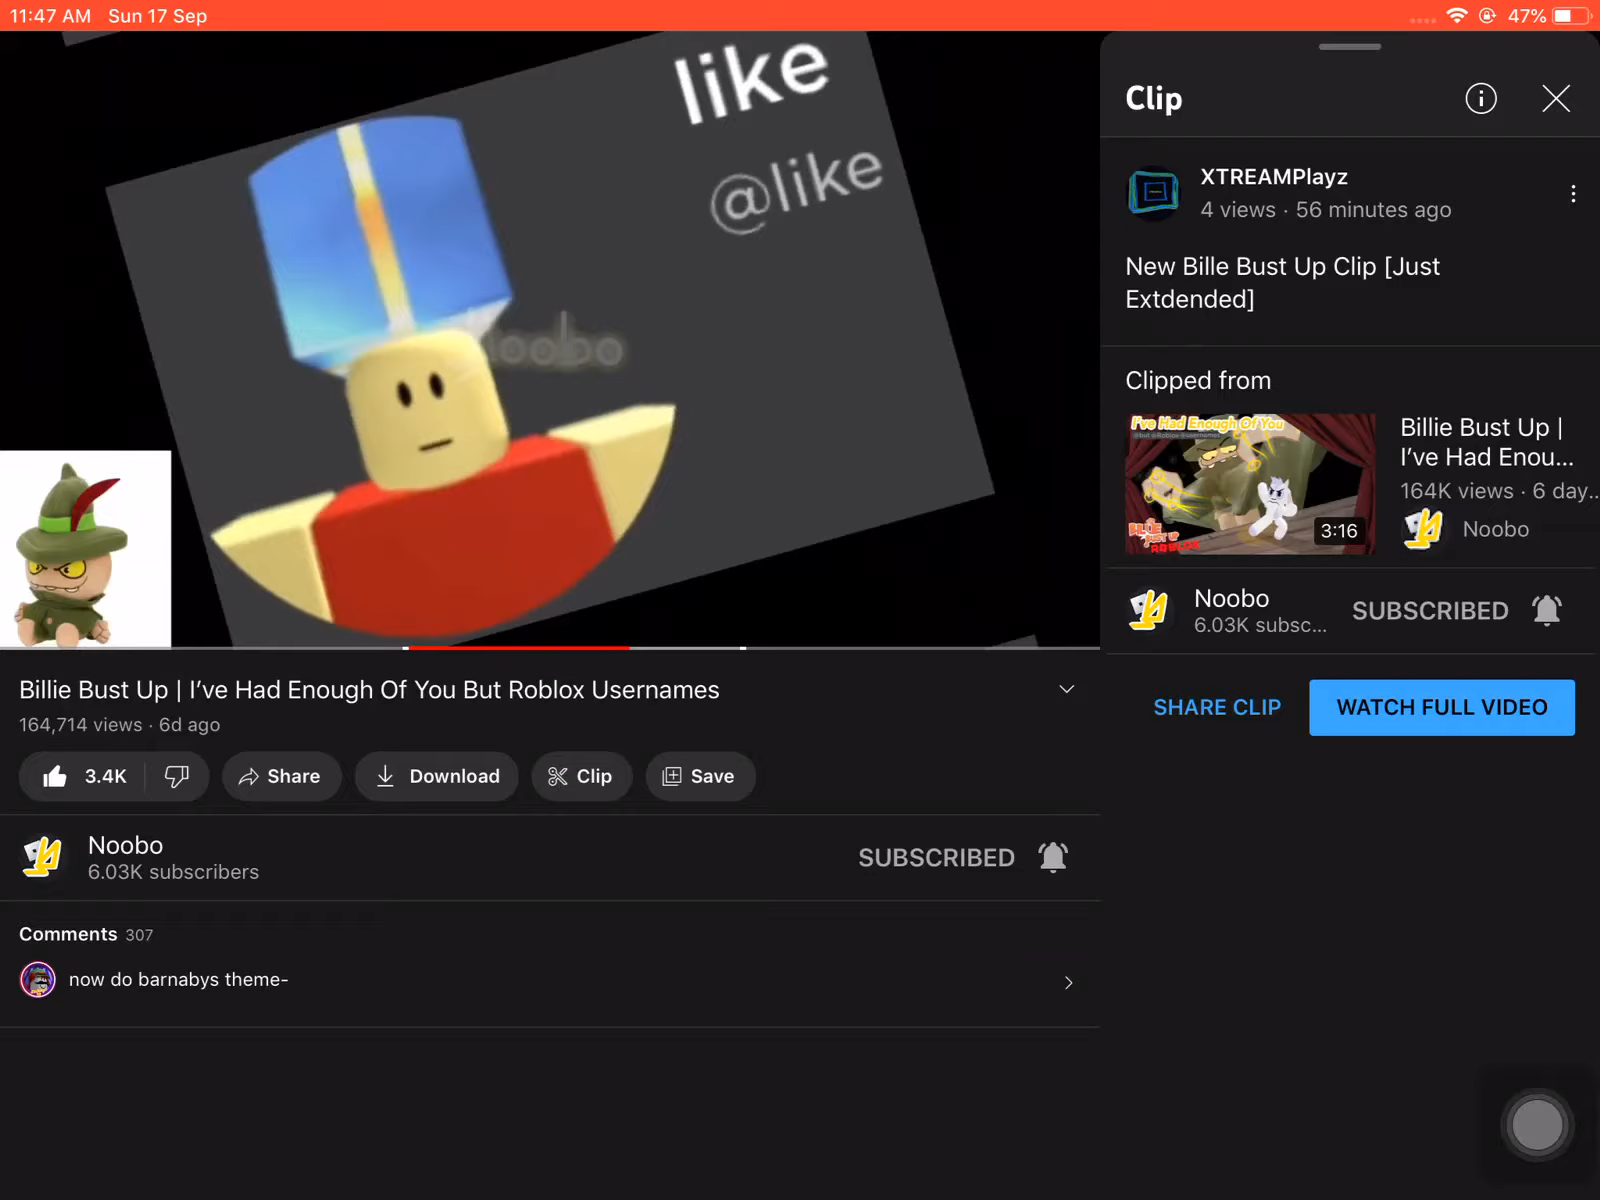 11:47 AM Sun 17 Sep
47%
like
@like
Noobo
Billie Bust Up | I’ve Had Enough Of You But Roblox Usernames
164,714 views · 6d ago
3.4K
Share
Download
Clip
Save
Noobo
6.03K subscribers
SUBSCRIBED
Comments 307
now do barnabys theme-
Clip
XTREAMPlayz
4 views · 56 minutes ago
New Bille Bust Up Clip [Just
Extdended]
Clipped from
I’ve Had Enough Of You
3:16
Billie Bust Up |
I’ve Had Enou...
164K views · 6 day...
Noobo
Noobo
6.03K subsc...
SUBSCRIBED
SHARE CLIP
WATCH FULL VIDEO